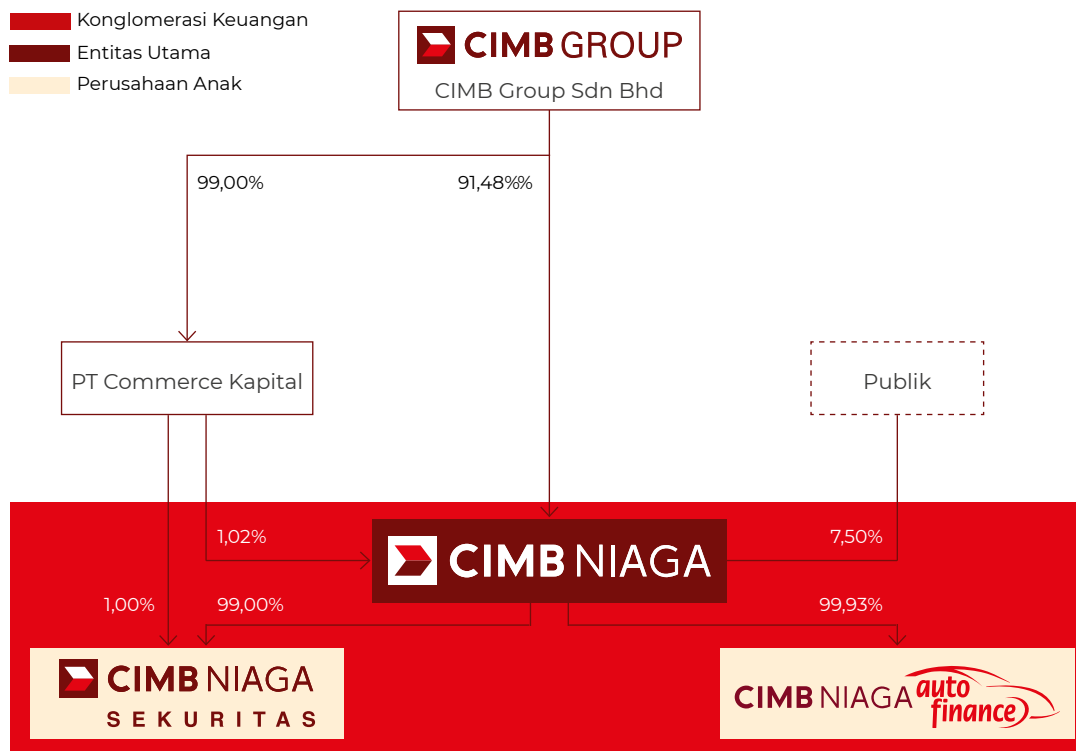 Konglomerasi Keuangan
Entitas Utama
Perusahaan Anak
CIMB GROUP
CIMB Group Sdn Bhd
99,00%
91,48%%
PT Commerce Kapital
Publik
1,02%
7,50%
CIMB NIAGA
1,00%
99,00%
99,93%
CIMB NIAGA
SEKURITAS
CIMB NIAGA auto
finance